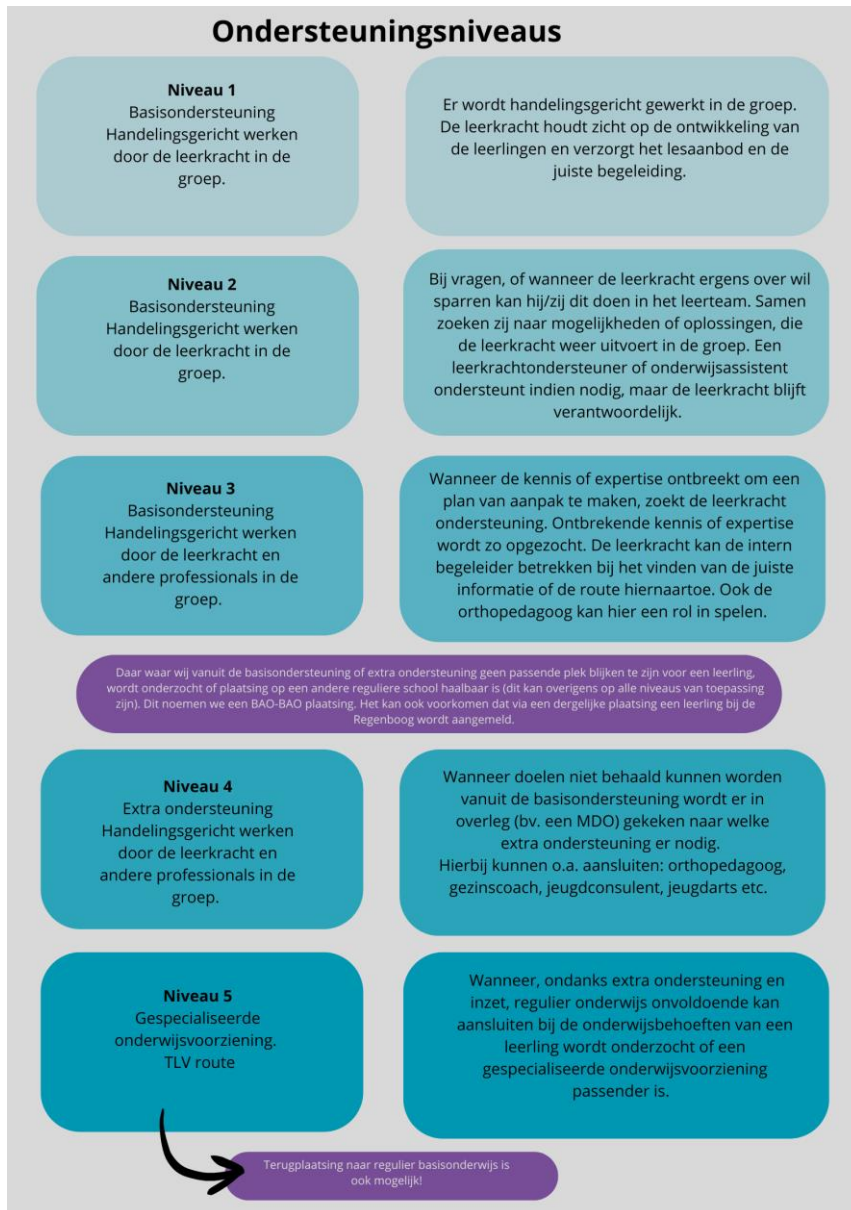 Ondersteuningsniveaus
Niveau 1
Basisondersteuning
Handelingsgericht werken
door de leerkracht in de
groep.
Er wordt handelingsgericht gewerkt in de groep.
De leerkracht houdt zicht op de ontwikkeling van
de leerlingen en verzorgt het lesaanbod en de
juiste begeleiding.
Niveau 2
Basisondersteuning
Handelingsgericht werken
door de leerkracht in de
groep.
Bij vragen, of wanneer de leerkracht ergens over wil
sparren kan hij/zij dit doen in het leerteam. Samen
zoeken zij naar mogelijkheden of oplossingen, die
de leerkracht weer uitvoert in de groep. Een
leerkrachtondersteuner of onderwijsassistent
ondersteunt indien nodig, maar de leerkracht blijft
verantwoordelijk.
Niveau 3
Basisondersteuning
Handelingsgericht werken
door de leerkracht en
andere professionals in de
groep.
Wanneer de kennis of expertise ontbreekt om een
plan van aanpak te maken, zoekt de leerkracht
ondersteuning. Ontbrekende kennis of expertise
wordt zo opgezocht. De leerkracht kan de intern
begeleider betrekken bij het vinden van de juiste
informatie of de route hiernaartoe. Ook de
orthopedagoog kan hier een rol in spelen.
Daar waar wij vanuit de basisondersteuning of extra ondersteuning geen passende plek blijken te zijn voor een leerling,
wordt onderzocht of plaatsing op een andere reguliere school haalbaar is (dit kan overigens op alle niveaus van toepassing
zijn). Dit noemen we een BAO-BAO plaatsing. Het kan ook voorkomen dat via een dergelijke plaatsing een leerling bij de
Regenboog wordt aangemeld.
Niveau 4
Extra ondersteuning
Handelingsgericht werken
door de leerkracht en
andere professionals in de
groep.
Wanneer doelen niet behaald kunnen worden
vanuit de basisondersteuning wordt er in
overleg (bv. een MDO) gekeken naar welke
extra ondersteuning er nodig.
Hierbij kunnen o.a. aansluiten: orthopedagoog,
gezinscoach, jeugdconsulent, jeugdarts etc.
Niveau 5
Gespecialiseerde
onderwijsvoorziening.
TLV route
Wanneer, ondanks extra ondersteuning en
inzet, regulier onderwijs onvoldoende kan
aansluiten bij de onderwijsbehoeften van een
leerling wordt onderzocht of een
gespecialiseerde onderwijsvoorziening
passender is.
Terugplaatsing naar regulier basisonderwijs is
ook mogelijk!